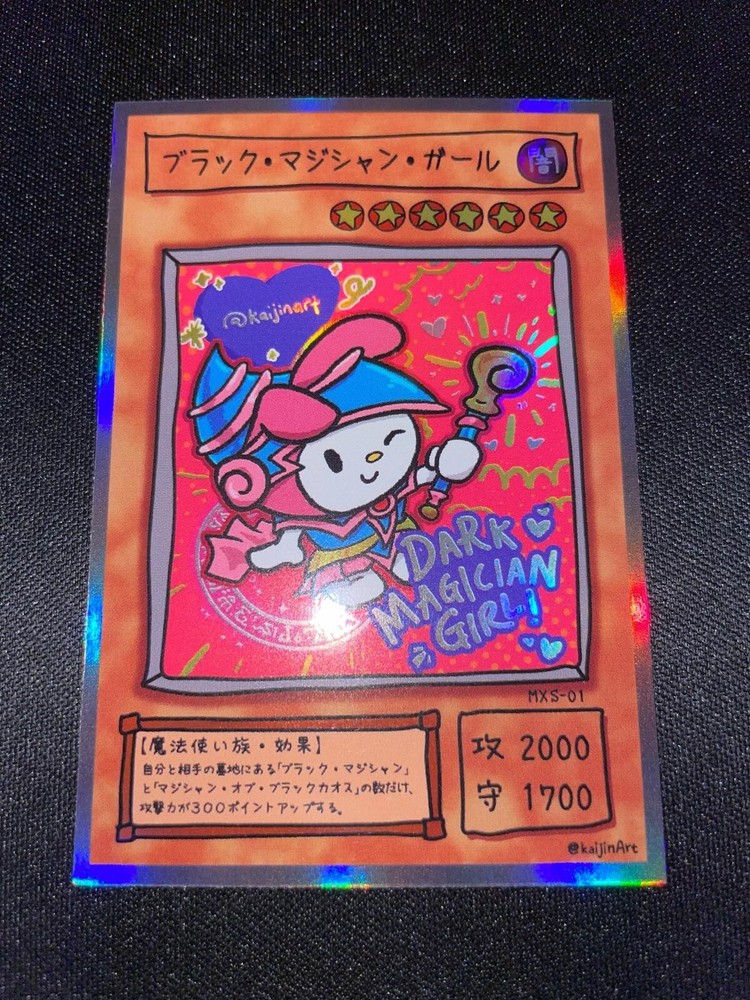 ブラック・マジシャン・ガール
闇
@kaijinart
DARK
MAGICIAN
GIRL!
MXS-01
【魔法使い族・効果】
自分と相手の墓地にある「ブラック・マジシャン」
と「マジシャン・オブ・ブラックカオス」の数だけ、
攻撃力が300ポイントアップする。
攻 2000
守 1700
@kaijinArt